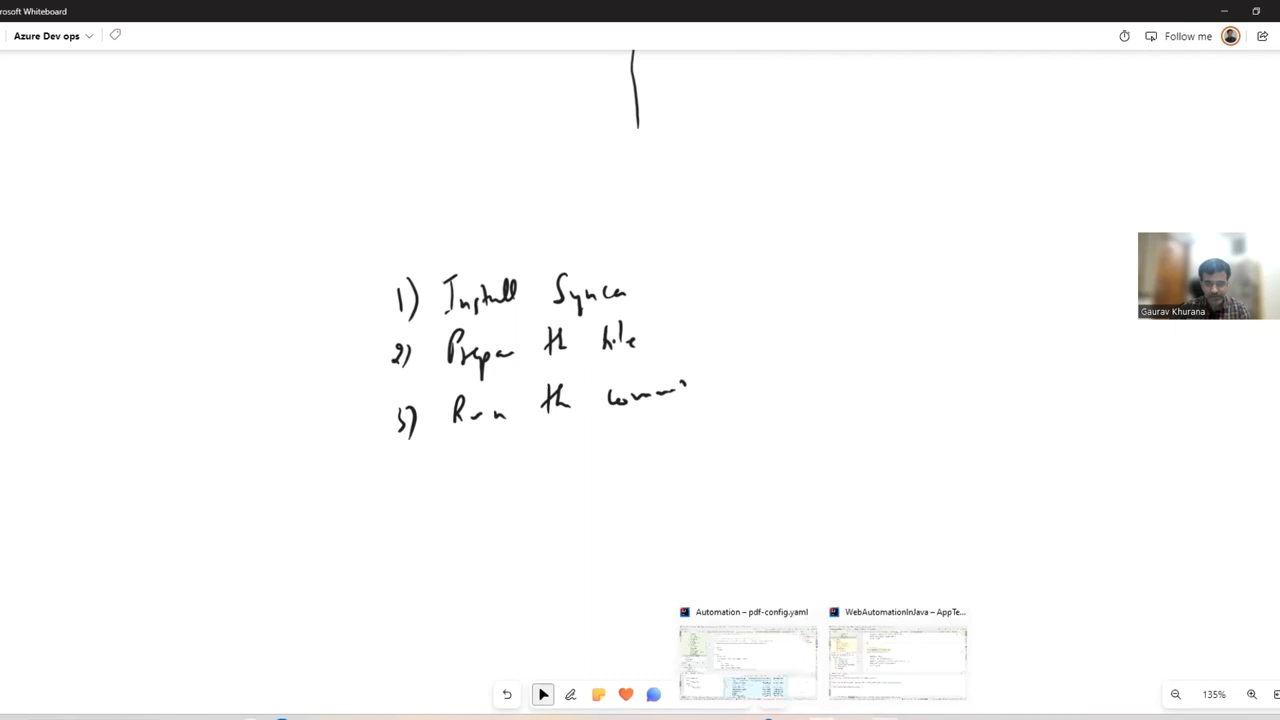 rosoft Whiteboard
Azure Dev ops
Follow me
Gaurav Khurana
1) Install Synca
2) Prepa th file
3) Run th comm
Automation – pdf-config.yaml
WebAutomationInJava – AppTe...
135%